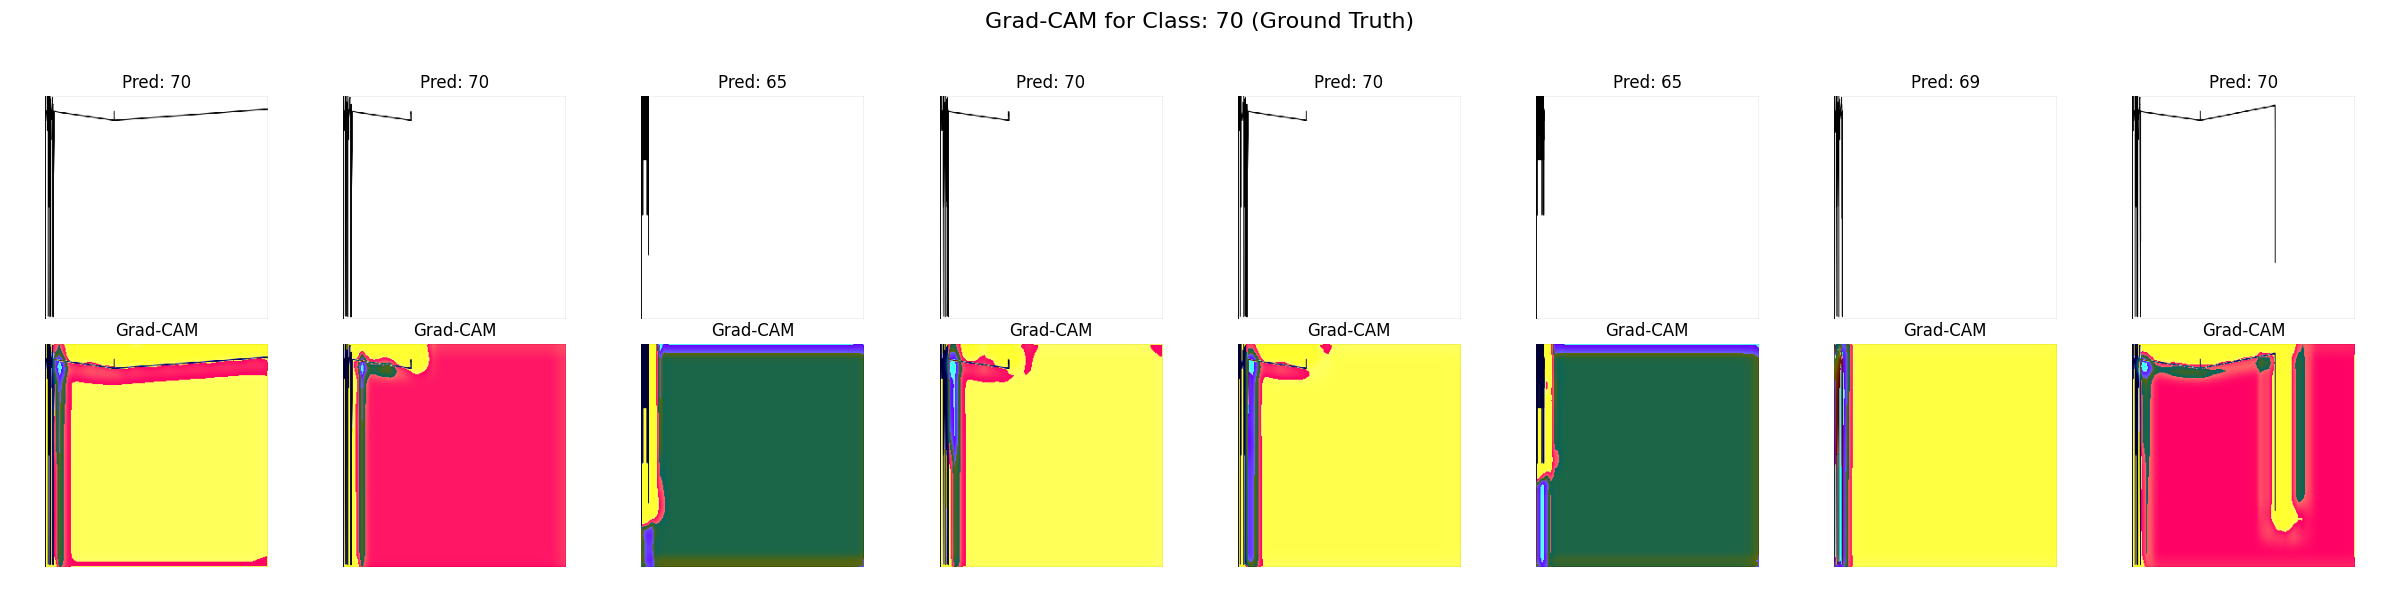 Grad-CAM for Class: 70 (Ground Truth)
Pred: 70 Pred: 70 Pred: 65 Pred: 70 Pred: 70 Pred: 65 Pred: 69 Pred: 70
Grad-CAM Grad-CAM Grad-CAM Grad-CAM Grad-CAM Grad-CAM Grad-CAM Grad-CAM